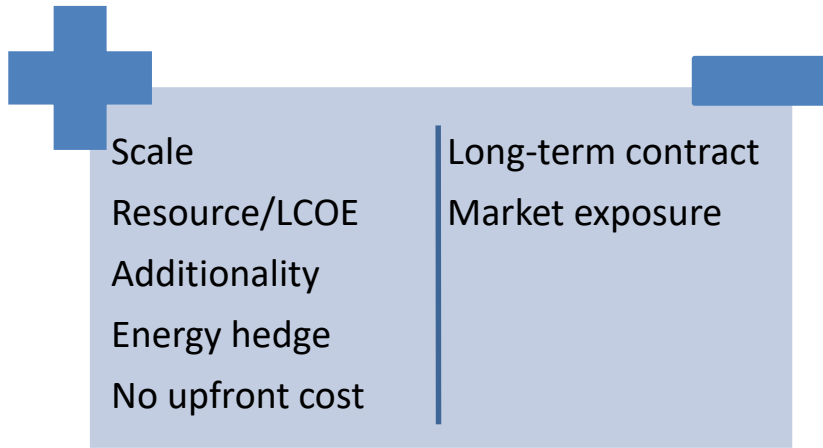 Scale
Resource/LCOE
Additionality
Energy hedge
No upfront cost
Long-term contract
Market exposure